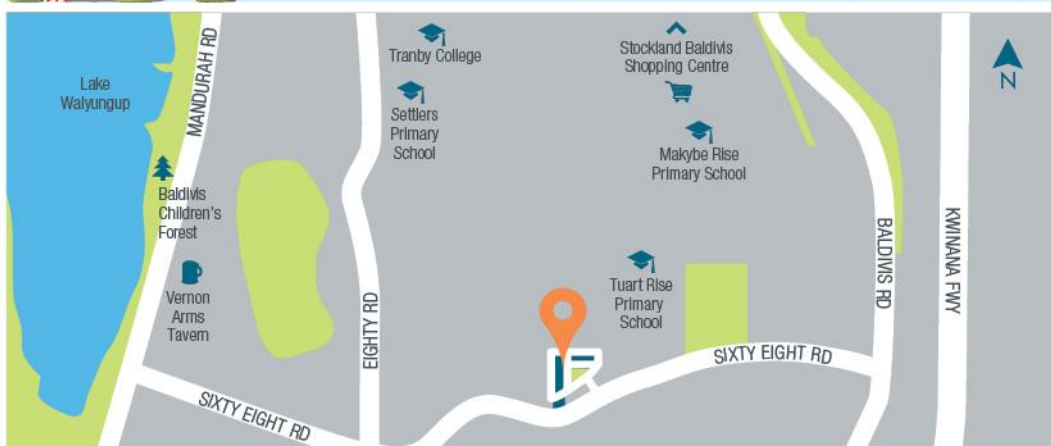 Lake
Walyungup
MANDURAH RD
Tranby College
Settlers
Primary
School
Stockland Baldivis
Shopping Centre
Makybe Rise
Primary School
N
Baldivis
Children's
Forest
Vernon
Arms
Tavern
EIGHTY RD
Tuart Rise
Primary
School
BALDIVIS RD
KWINANA FWY
SIXTY EIGHT RD
SIXTY EIGHT RD